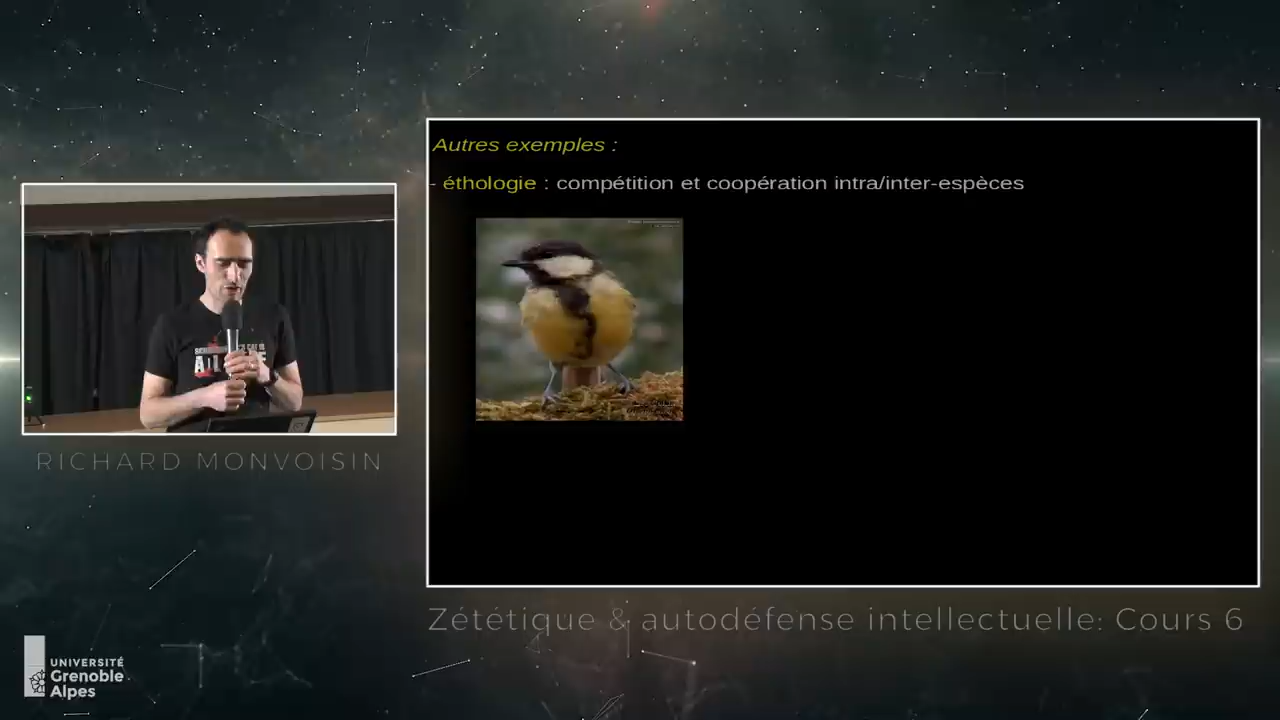 Autres exemples :
- éthologie : compétition et coopération intra/inter-espèces
RICHARD MONVOISIN
Zététique & autodéfense intellectuelle: Cours 6
UNIVERSITÉ
Grenoble
Alpes